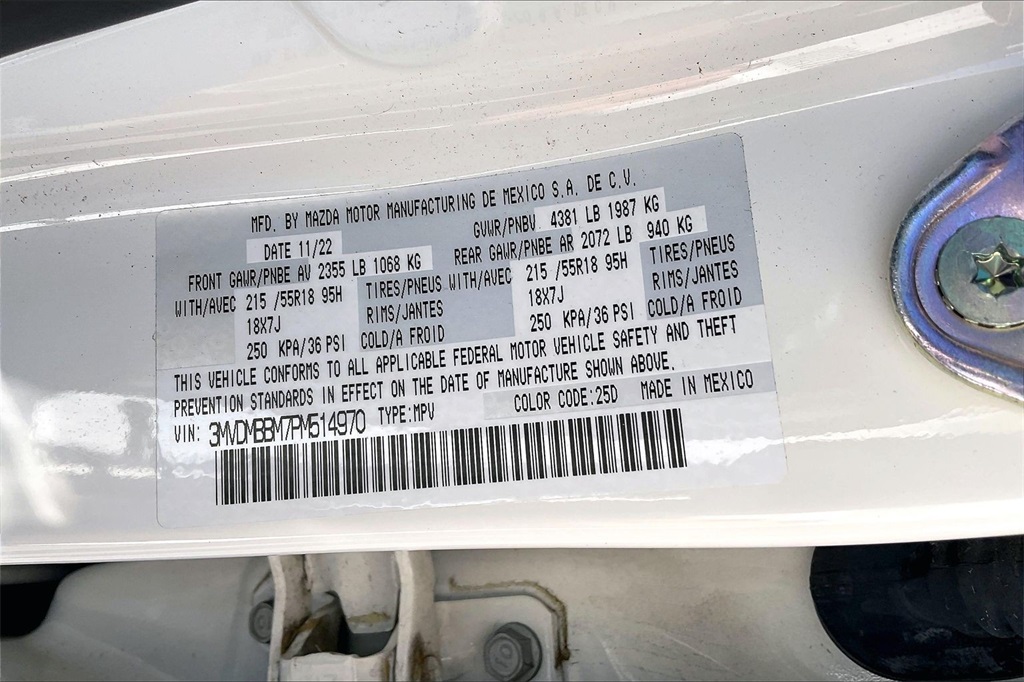 MFD. BY MAZDA MOTOR MANUFACTURING DE MEXICO S.A. DE C.V.
DATE 11/22 GVWR/PNBV 4381 LB 1987 KG
FRONT GAWR/PNBE AV 2355 LB 1068 KG REAR GAWR/PNBE AR 2072 LB 940 KG
WITH/AVEC 215 /55R18 95H TIRES/PNEUS WITH/AVEC 215 /55R18 95H TIRES/PNEUS
18X7J RIMS/JANTES 18X7J RIMS/JANTES
250 KPA/36 PSI COLD/A FROID 250 KPA/36 PSI COLD/A FROID
THIS VEHICLE CONFORMS TO ALL APPLICABLE FEDERAL MOTOR VEHICLE SAFETY AND THEFT
PREVENTION STANDARDS IN EFFECT ON THE DATE OF MANUFACTURE SHOWN ABOVE.
VIN: 3MVDMBBM7PM514970 TYPE:MPV COLOR CODE:25D MADE IN MEXICO